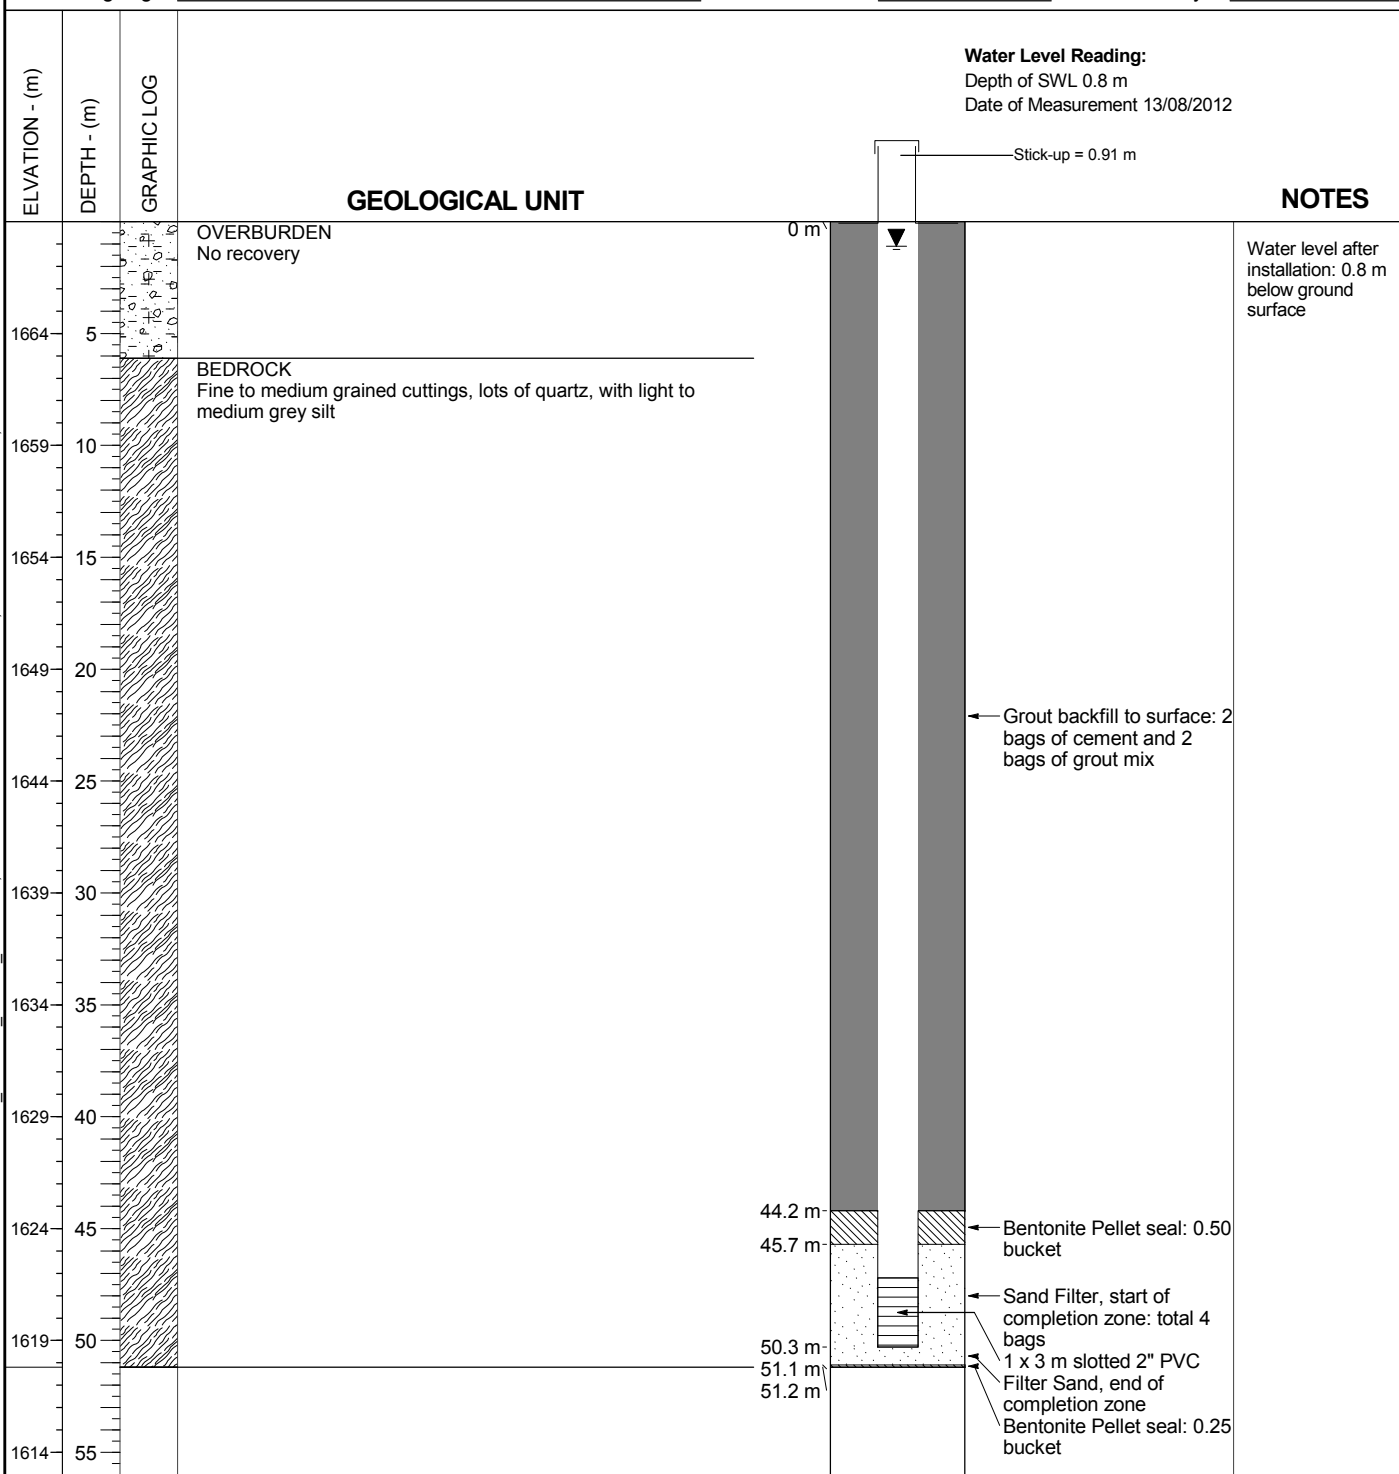 Water Level Reading:
Depth of SWL 0.8 m
Date of Measurement 13/08/2012
Stick-up = 0.91 m
ELVATION - (m)
DEPTH - (m)
GRAPHIC LOG
GEOLOGICAL UNIT
NOTES
OVERBURDEN
No recovery
0 m
Water level after
installation: 0.8 m
below ground
surface
1664 5
BEDROCK
Fine to medium grained cuttings, lots of quartz, with light to
medium grey silt
1659 10
1654 15
1649 20
Grout backfill to surface: 2
bags of cement and 2
bags of grout mix
1644 25
1639 30
1634 35
1629 40
44.2 m
1624 45
Bentonite Pellet seal: 0.50
bucket
45.7 m
Sand Filter, start of
completion zone: total 4
bags
1619 50
50.3 m
1 x 3 m slotted 2" PVC
51.1 m
Filter Sand, end of
completion zone
51.2 m
Bentonite Pellet seal: 0.25
bucket
1614 55